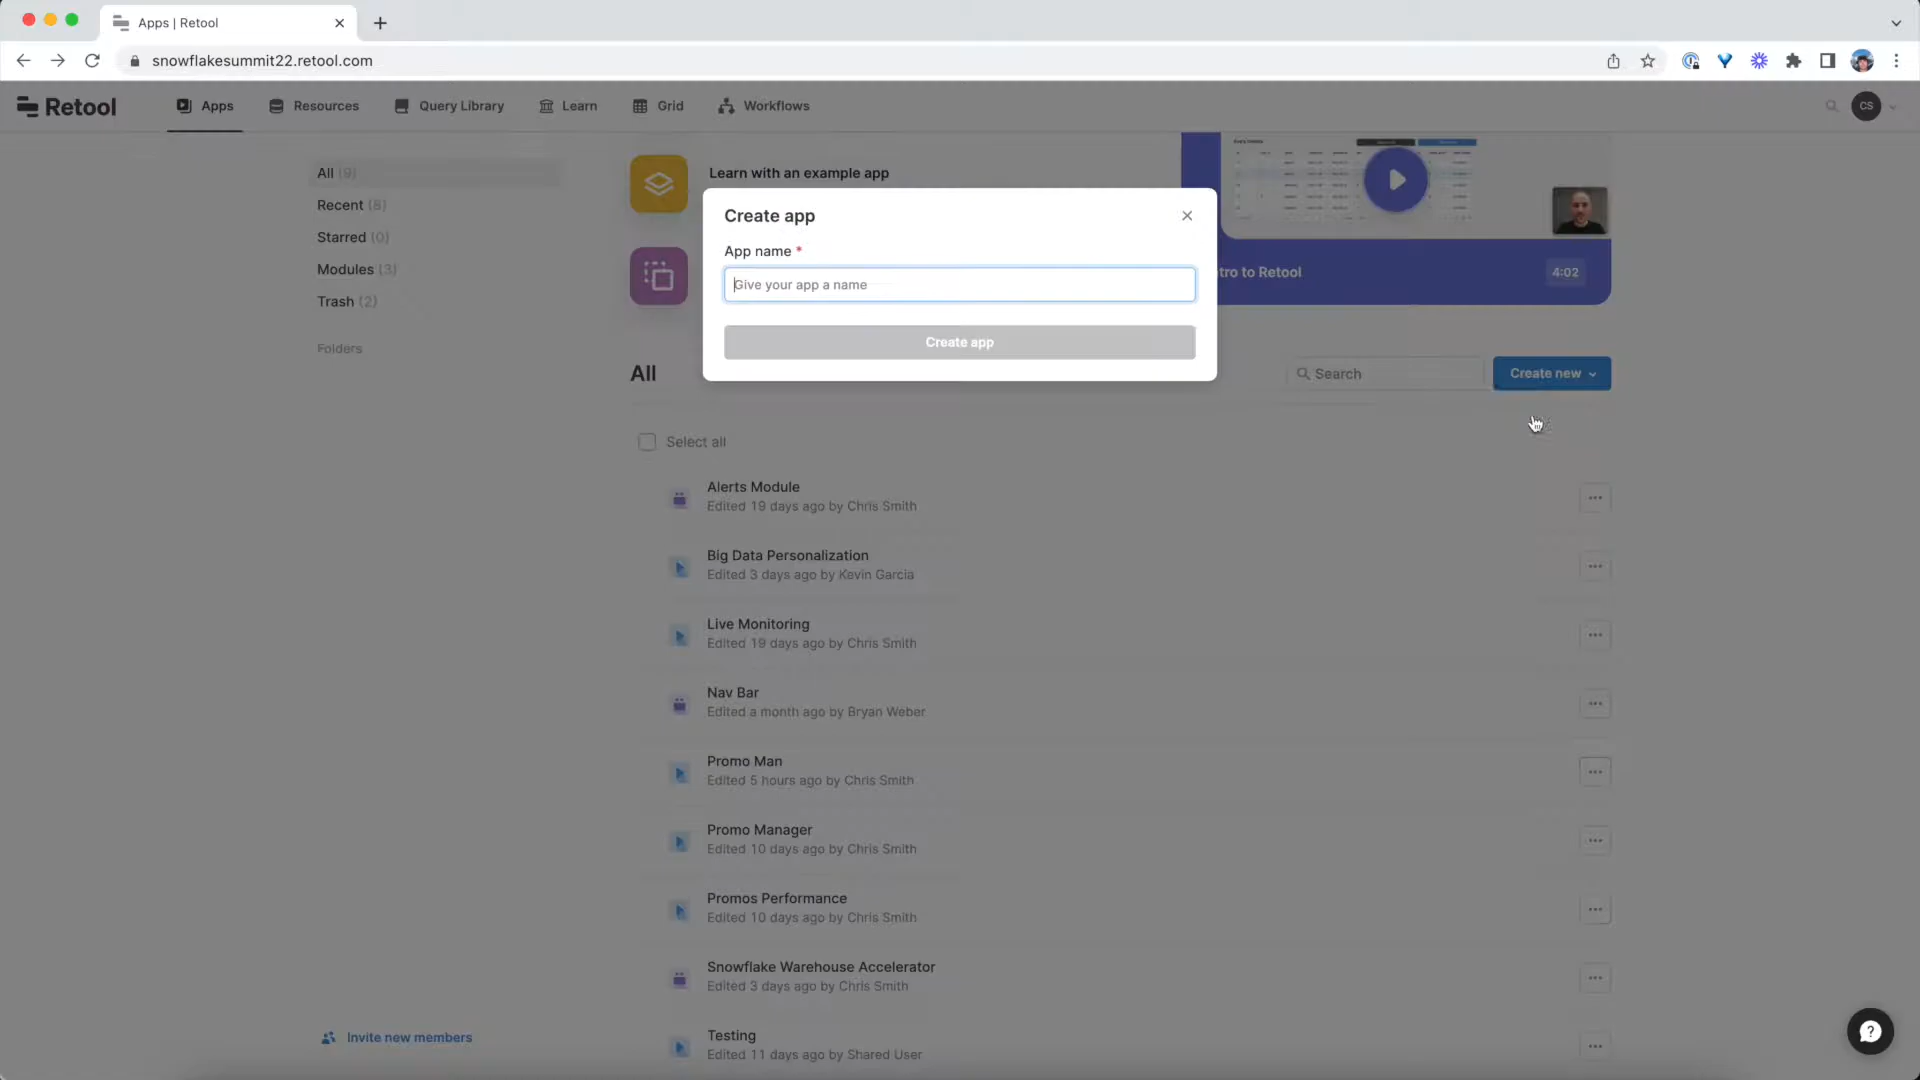 Apps | Retool
snowflakesummit22.retool.com
Retool
Apps
Resources
Query Library
Learn
Grid
Workflows
CS
All (9)
Recent (8)
Starred (0)
Modules (3)
Trash (2)
Folders
Learn with an example app
tro to Retool
4:02
Create app
App name *
Give your app a name
Create app
All
Search
Create new
Select all
Alerts Module
Edited 19 days ago by Chris Smith
Big Data Personalization
Edited 3 days ago by Kevin Garcia
Live Monitoring
Edited 19 days ago by Chris Smith
Nav Bar
Edited a month ago by Bryan Weber
Promo Man
Edited 5 hours ago by Chris Smith
Promo Manager
Edited 10 days ago by Chris Smith
Promos Performance
Edited 10 days ago by Chris Smith
Snowflake Warehouse Accelerator
Edited 3 days ago by Chris Smith
Testing
Edited 11 days ago by Shared User
Invite new members